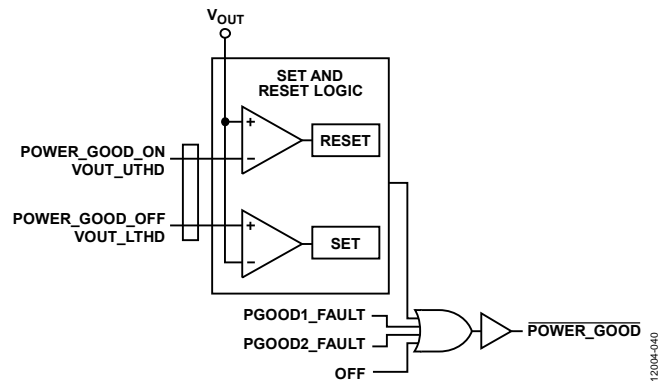 VOUT
SET AND
RESET LOGIC
+
RESET
POWER_GOOD_ON
VOUT_UTHD
−
POWER_GOOD_OFF
VOUT_LTHD
+
SET
−
PGOOD1_FAULT
PGOOD2_FAULT
OFF
POWER_GOOD
12004-040